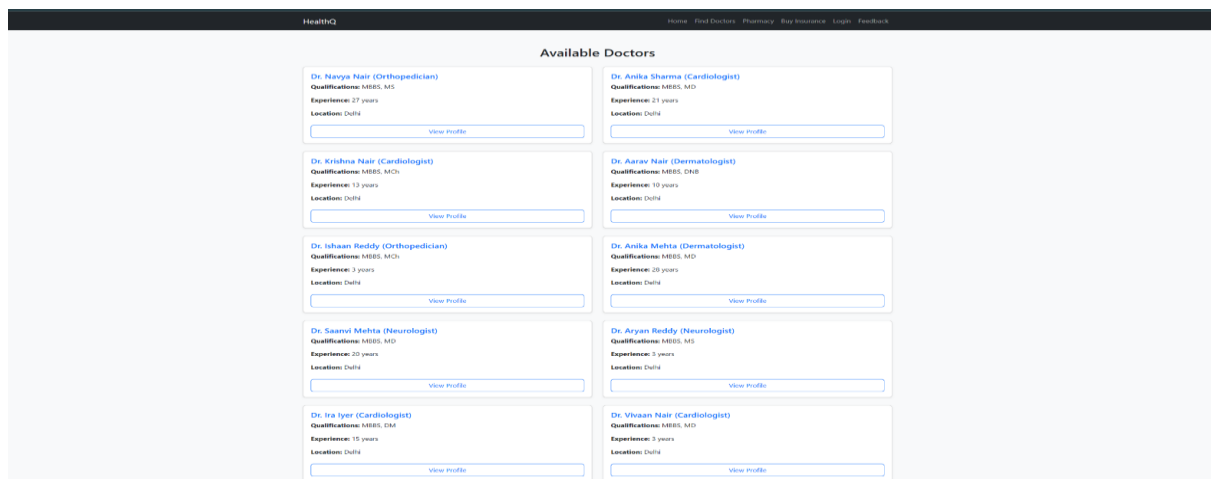 HealthQ
Home Find Doctors Pharmacy Buy Insurance Login Feedback
Available Doctors
Dr. Navya Nair (Orthopedician)
Qualifications: MBBS, MS
Experience: 27 years
Location: Delhi
View Profile
Dr. Anika Sharma (Cardiologist)
Qualifications: MBBS, MD
Experience: 21 years
Location: Delhi
View Profile
Dr. Krishna Nair (Cardiologist)
Qualifications: MBBS, MCh
Experience: 13 years
Location: Delhi
View Profile
Dr. Aarav Nair (Dermatologist)
Qualifications: MBBS, DNB
Experience: 10 years
Location: Delhi
View Profile
Dr. Ishaan Reddy (Orthopedician)
Qualifications: MBBS, MCh
Experience: 3 years
Location: Delhi
View Profile
Dr. Anika Mehta (Dermatologist)
Qualifications: MBBS, MD
Experience: years
Location: Delhi
View Profile
Dr. Saanvi Mehta (Neurologist)
Qualifications: MBBS, MD
Experience: 20 years
Location: Delhi
View Profile
Dr. Aryan Reddy (Neurologist)
Qualifications: MBBS, MS
Experience: years
Location: Delhi
View Profile
Dr. Ira Iyer (Cardiologist)
Qualifications: MBBS, DM
Experience: 15 years
Location: Delhi
View Profile
Dr. Vivaan Nair (Cardiologist)
Qualifications: MBBS, MD
Experience: 3 years
Location: Delhi
View Profile